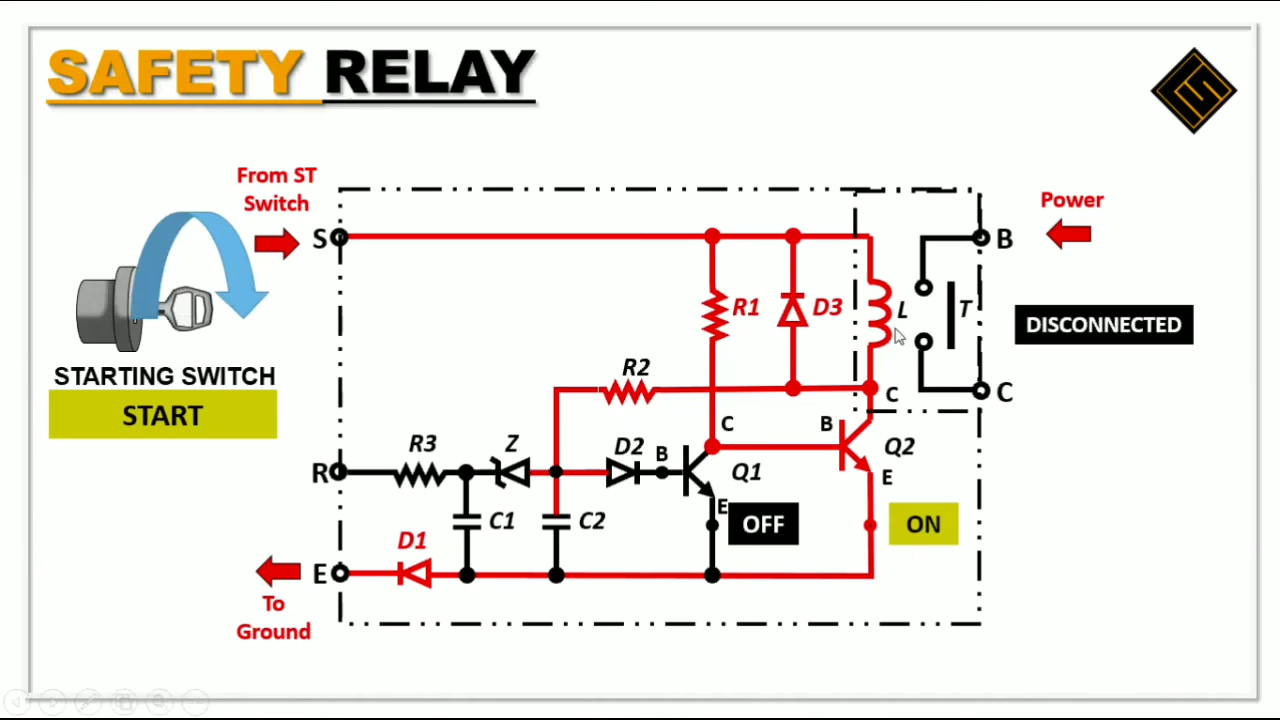 SAFETY RELAY
From ST
Switch
Power
S
B
R1
D3
L
T
DISCONNECTED
STARTING SWITCH
START
R2
C
C
C
B
Q2
R3
Z
D2
B
Q1
E
R
E
C1
C2
OFF
ON
D1
E
To
Ground